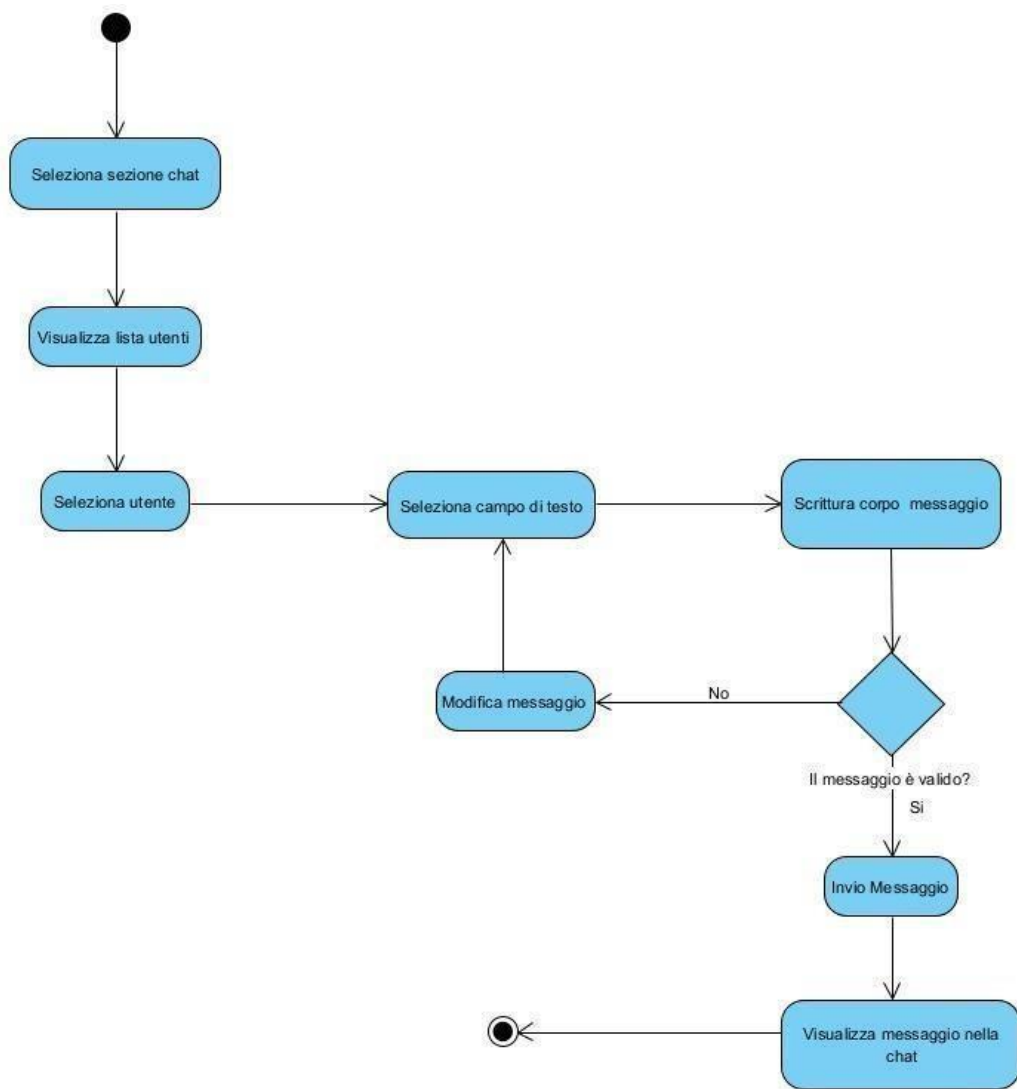 Seleziona sezione chat
Visualizza lista utenti
Seleziona utente
Seleziona campo di testo
Scrittura corpo messaggio
Modifica messaggio
No
Il messaggio è valido?
Si
Invio Messaggio
Visualizza messaggio nella
chat